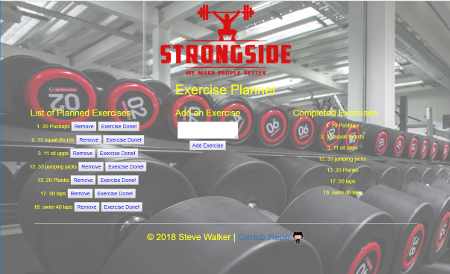 STRONGSIDE
WE MAKE PEOPLE BETTER
Exercise Planner
List of Planned Exercises
1. 20 Pushups Remove Exercise Done!
2. 15 squat thrusts Remove Exercise Done!
3. 11 sit upps Remove Exercise Done!
12. 33 jumping jacks Remove Exercise Done!
13. 20 Planks Remove Exercise Done!
17. 30 laps Remove Exercise Done!
18. swim 40 laps Remove Exercise Done!
Add an Exercise
Add Exercise
Completed Exercises
1. 20 Pushups
2. 15 squat thrusts
3. 11 sit upps
12. 33 jumping jacks
13. 20 Planks
17. 30 laps
18. swim 40 laps
© 2018 Steve Walker | GitHub Repo